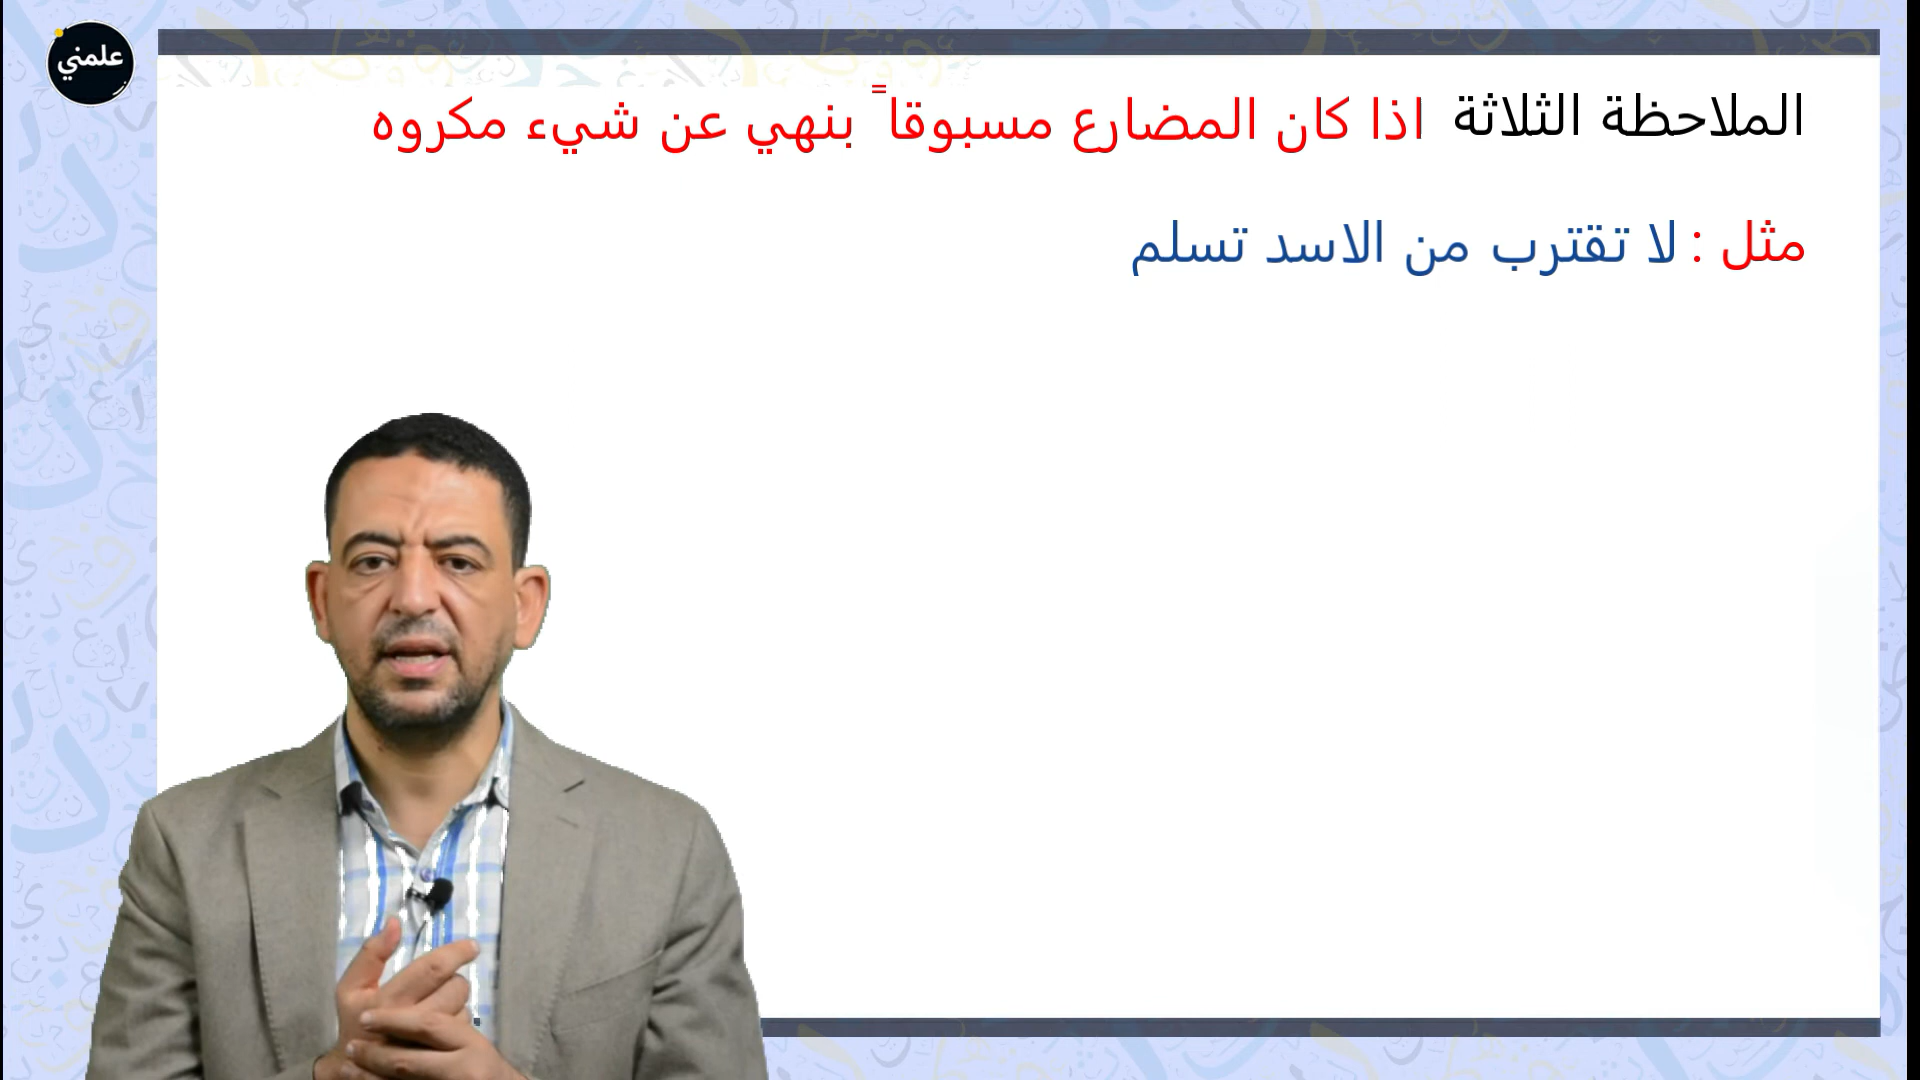 علمني
الملاحظة الثلاثة اذا كان المضارع مسبوقا ً بنهي عن شيء مكروه
مثل : لا تقترب من الاسد تسلم